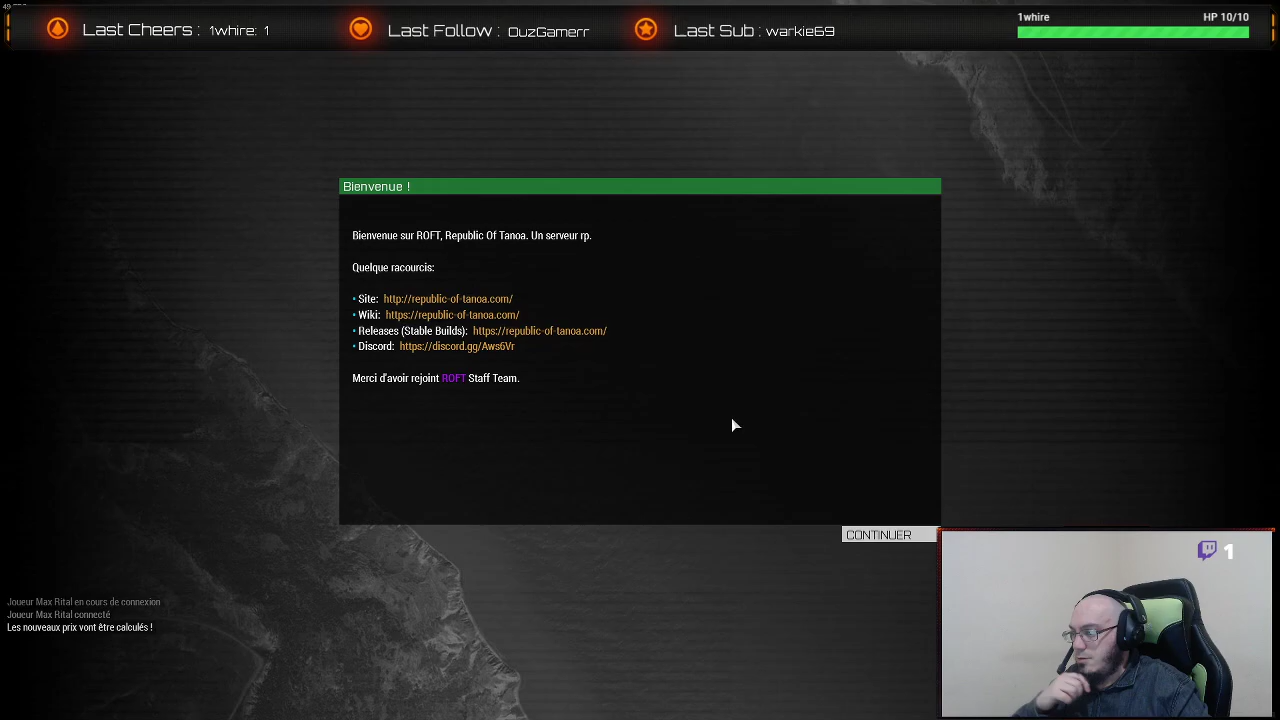 Last Cheers : 1whire: 1
Last Follow : OuzGamerr
Last Sub : warkie69
1whire HP 10/10
Bienvenue !
Bienvenue sur ROFT, Republic Of Tanoa. Un serveur rp.
Quelque racourcis:
• Site: http://republic-of-tanoa.com/
• Wiki: https://republic-of-tanoa.com/
• Releases (Stable Builds): https://republic-of-tanoa.com/
• Discord: https://discord.gg/Aws6Vr
Merci d'avoir rejoint ROFT Staff Team.
CONTINUER
1
Joueur Max Rital en cours de connexion
Joueur Max Rital connecté
Les nouveaux prix vont être calculés !